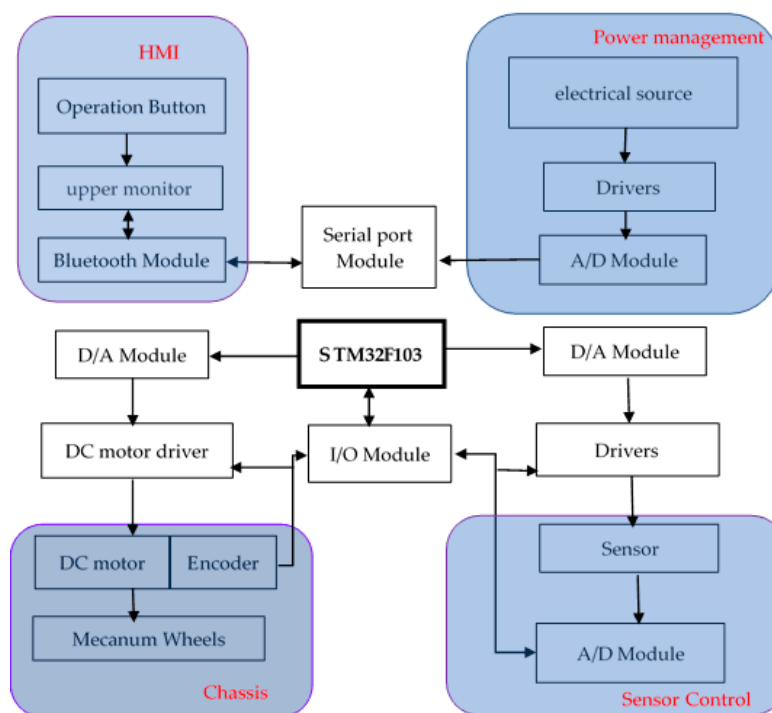 HMI
Power management
Operation Button
electrical source
upper monitor
Drivers
Bluetooth Module
Serial port
Module
A/D Module
D/A Module
STM32F103
D/A Module
DC motor driver
I/O Module
Drivers
DC motor
Encoder
Sensor
Mecanum Wheels
A/D Module
Chassis
Sensor Control